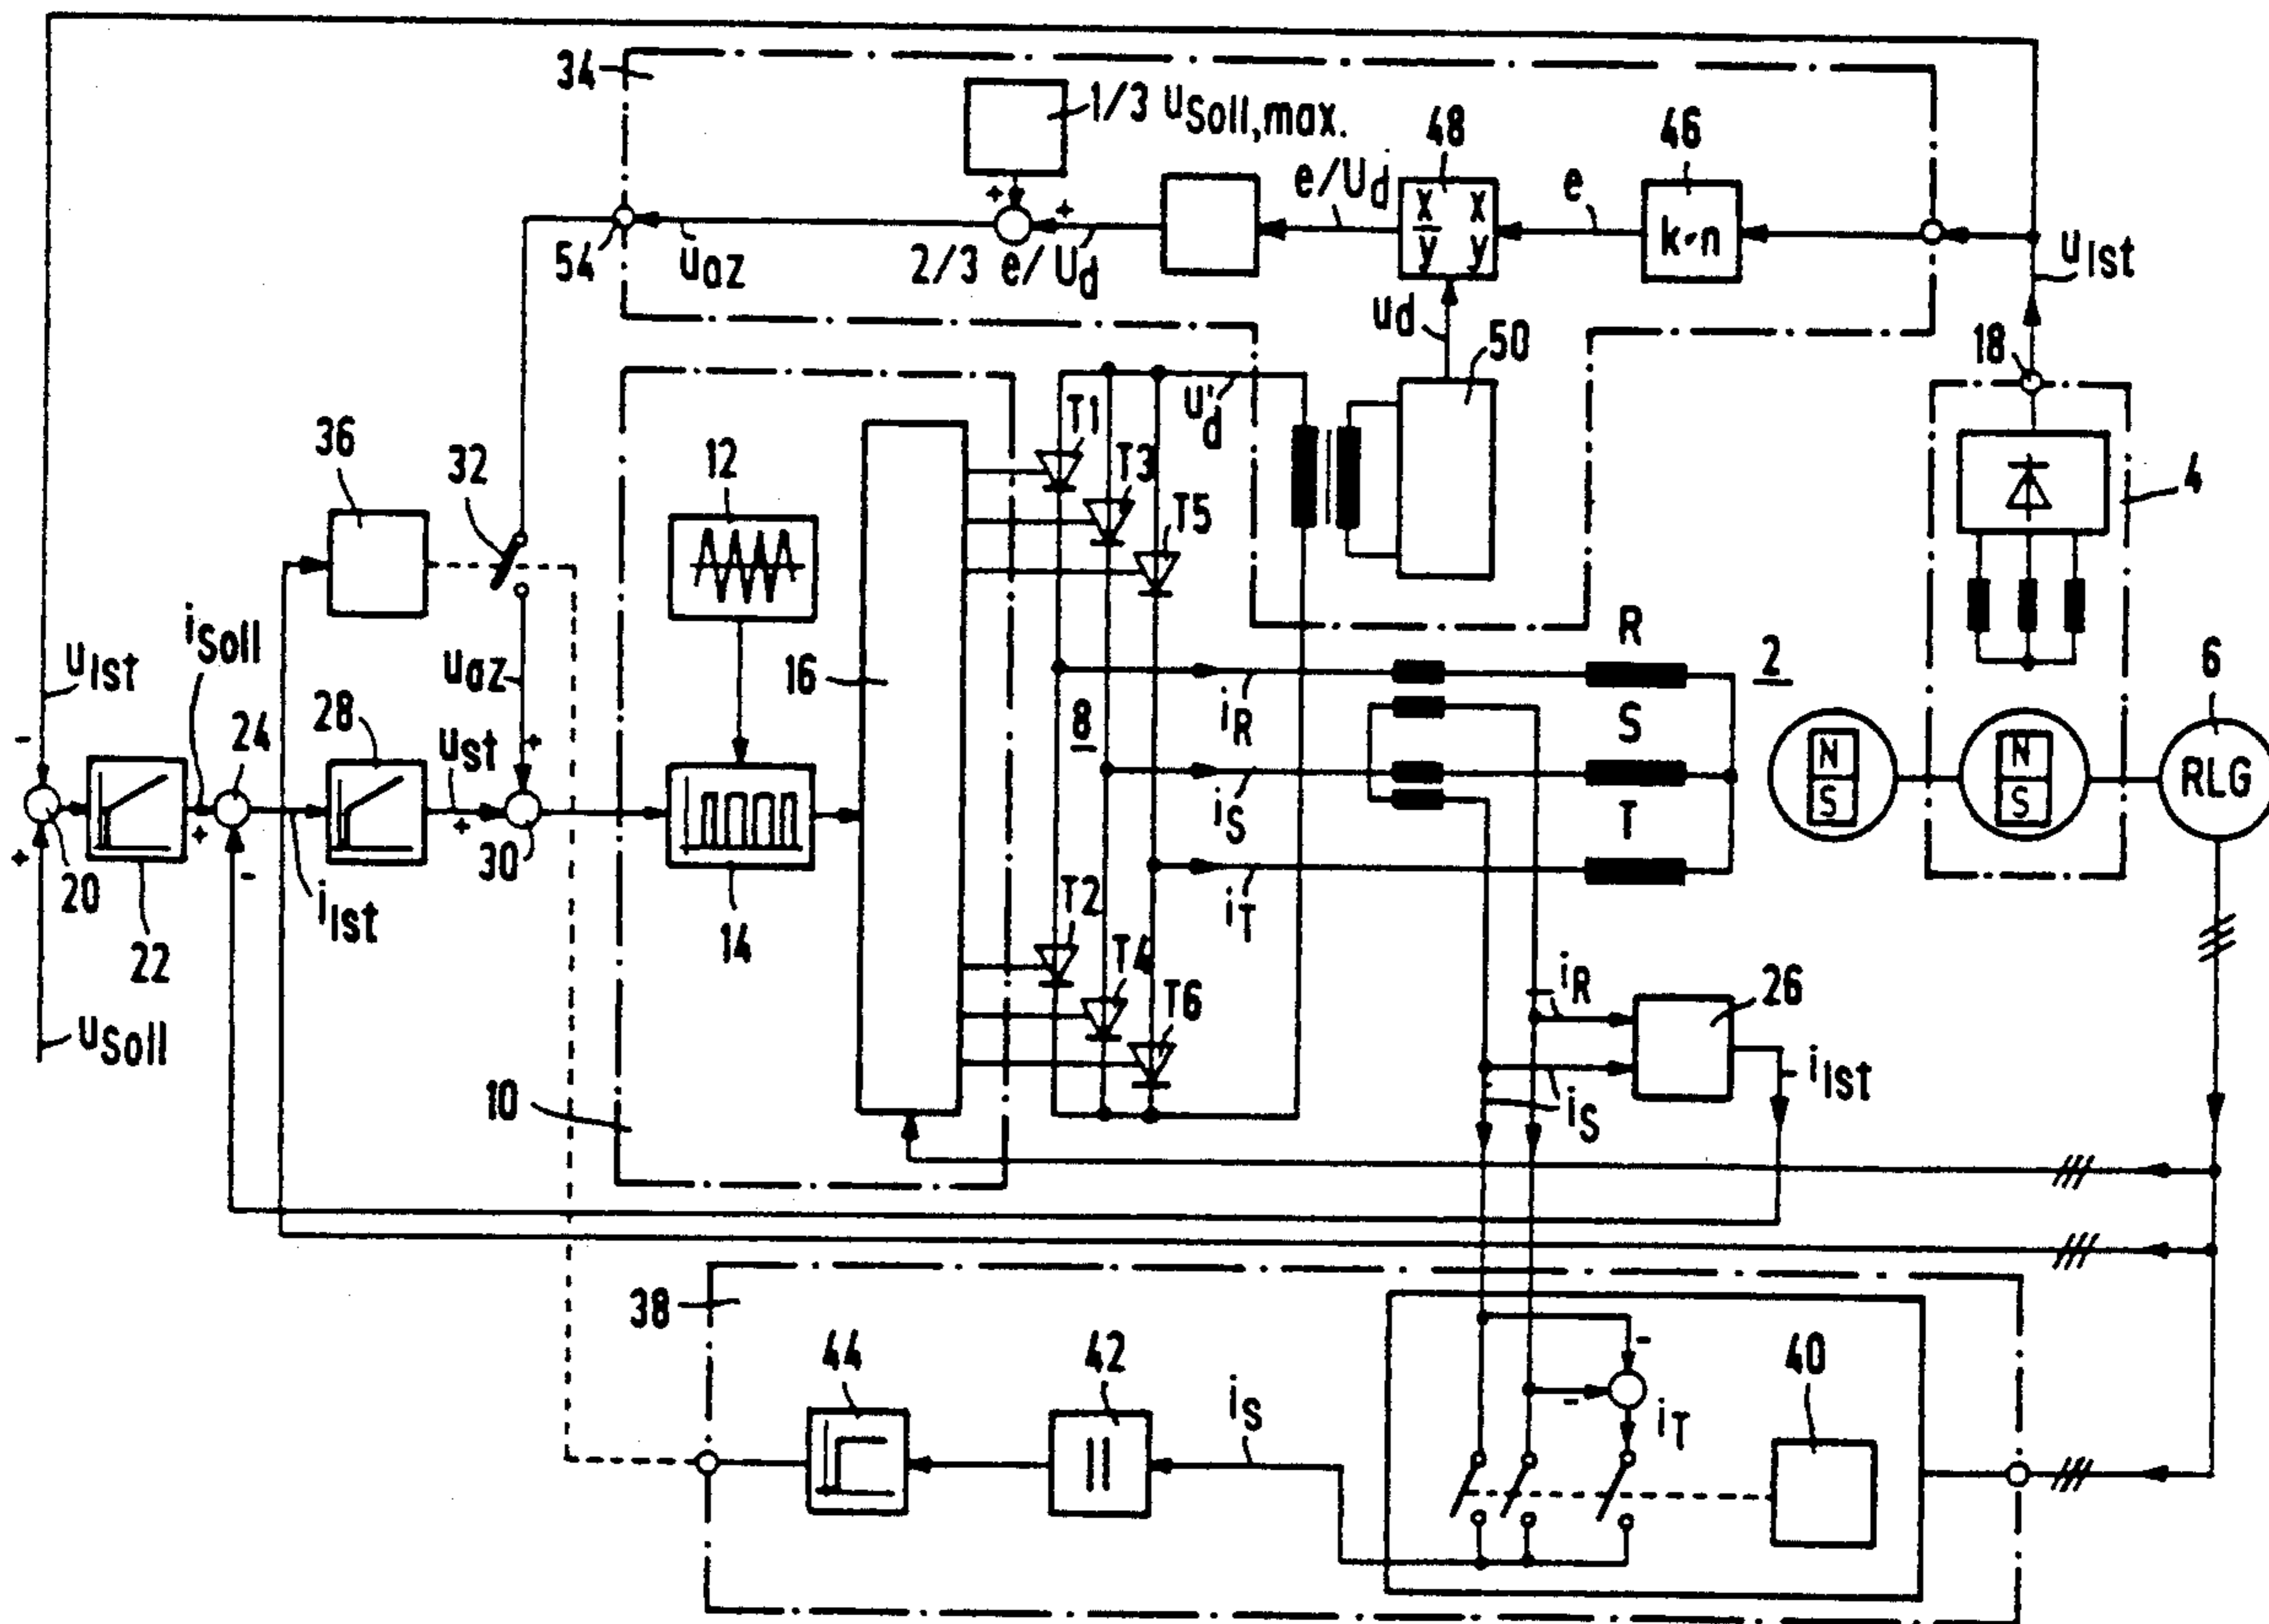 34
1/3 uSoll,max.
48
46
e/Ud
e
x x
y y
k·n
54
uaz
2/3 e/Ud
uIst
ud
50
18
u'd
T1
36
32
12
T3
T5
4
iSoll
uIst
uaz
16
R
2
6
28
24
ust
8
iR
S
N
S
N
S
RLG
20
30
iS
T
iIst
22
14
T2
iT
T4
T6
iR
26
uSoll
10
iS
iIst
38
44
42
is
40
iT